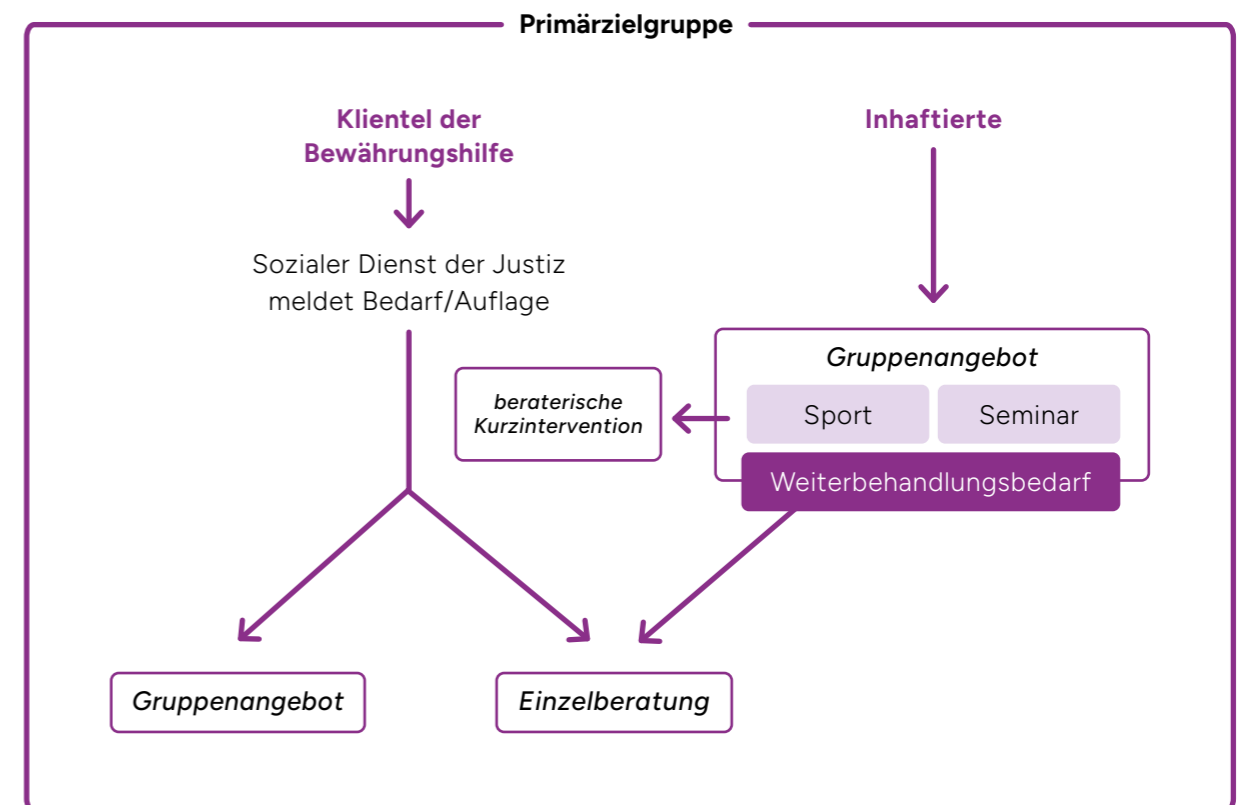 Primärzielgruppe
Klientel der
Bewährungshilfe
Sozialer Dienst der Justiz
meldet Bedarf/Auflage
Inhaftierte
Gruppenangebot
Sport
Seminar
Weiterbehandlungsbedarf
beraterische
Kurzintervention
Gruppenangebot
Einzelberatung